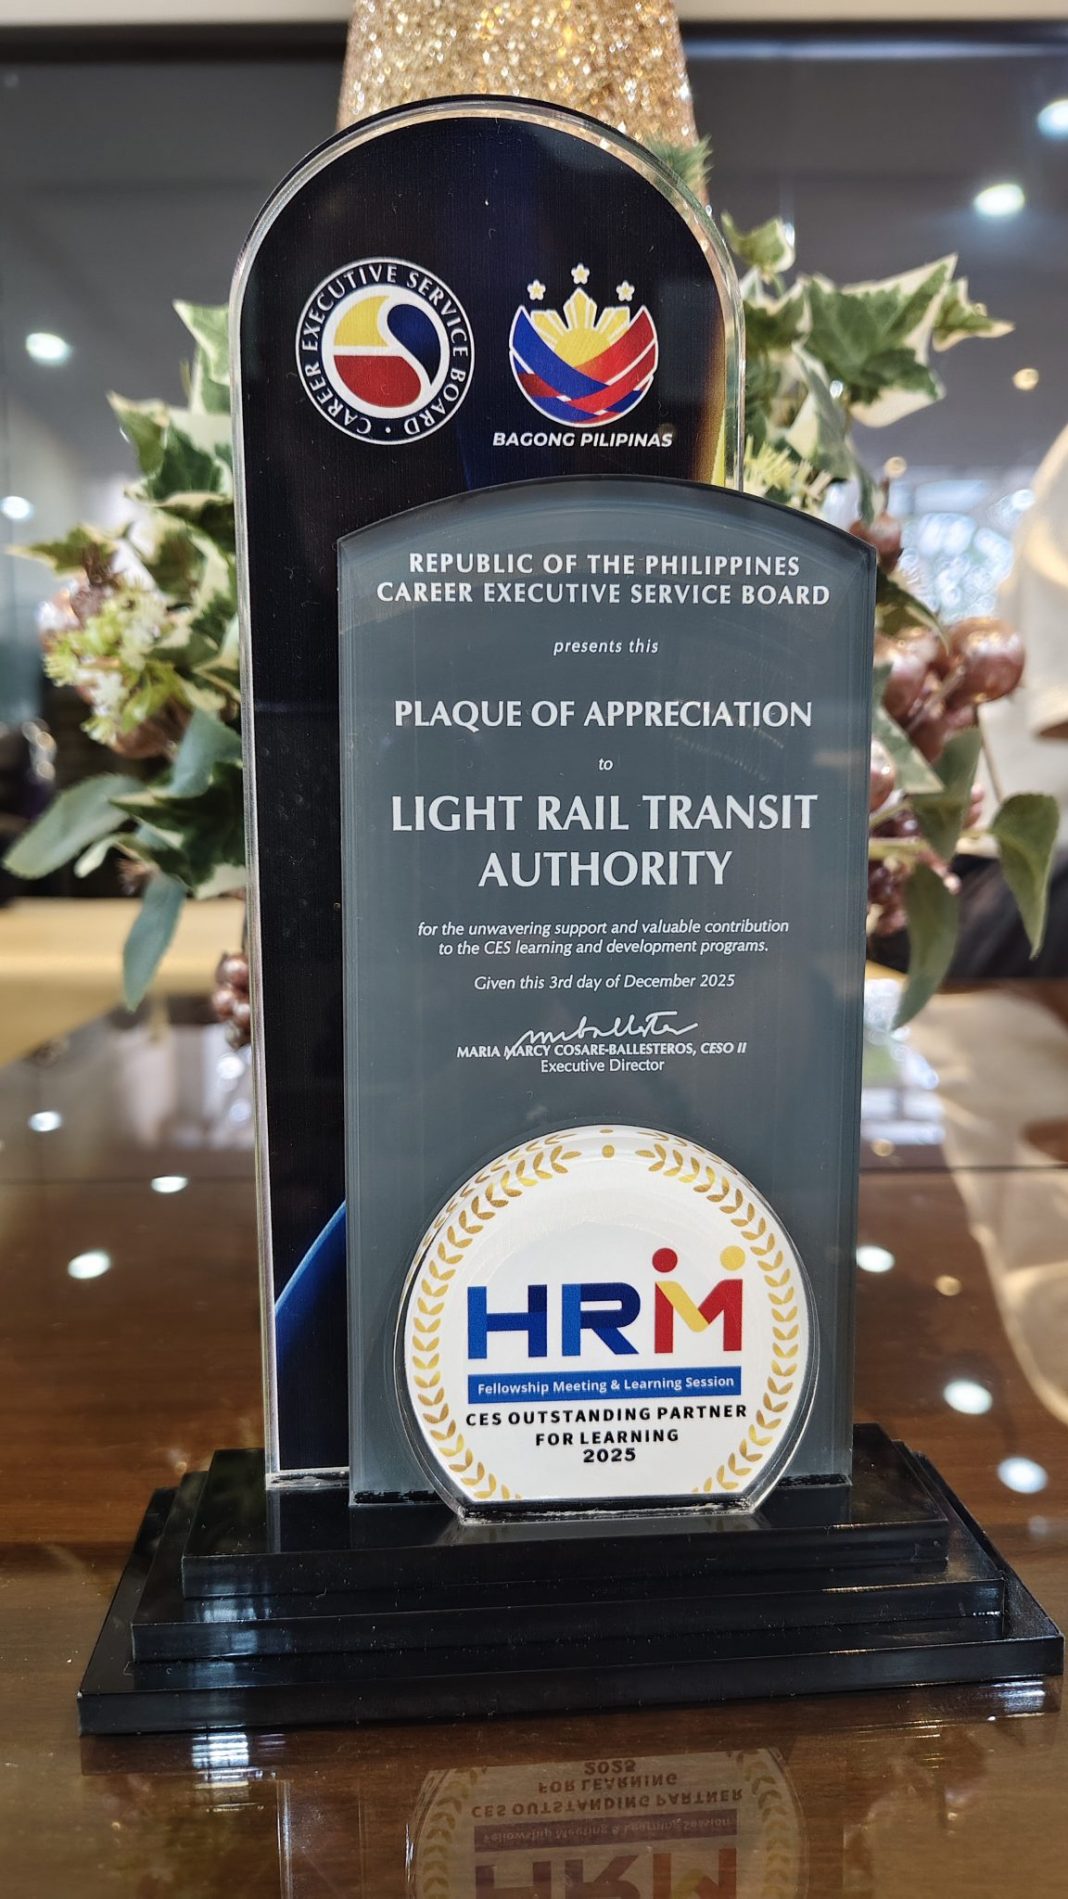 CAREER EXECUTIVE SERVICE BOARD
BAGONG PILIPINAS
REPUBLIC OF THE PHILIPPINES
CAREER EXECUTIVE SERVICE BOARD
presents this
PLAQUE OF APPRECIATION
to
LIGHT RAIL TRANSIT
AUTHORITY
for the unwavering support and valuable contribution
to the CES learning and development programs.
Given this 3rd day of December 2025
MARIA MARCY COSARE-BALLESTEROS, CESO II
Executive Director
HRM
Fellowship Meeting & Learning Session
CES OUTSTANDING PARTNER
FOR LEARNING
2025